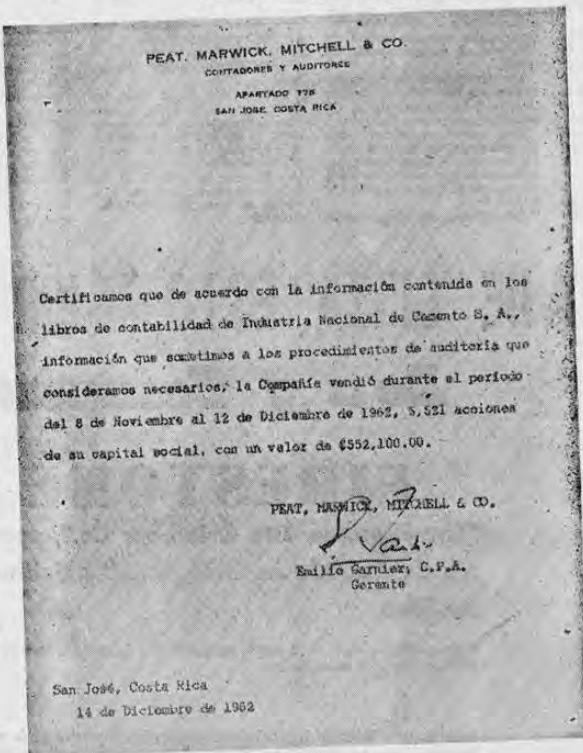 PEAT, MARWICK, MITCHELL & CO.
CONTADORES Y AUDITORES
APARTADO 778
SAN JOSE, COSTA RICA
Certificamos que de acuerdo con la información contenida en los
libros de contabilidad de Industria Nacional de Cemento S. A.,
información que sometimos a los procedimientos de auditoría que
consideramos necesarios, la Compañía vendió durante el período
del 8 de Noviembre al 12 de Diciembre de 1962, 5,521 acciones
de su capital social, con un valor de ₡552,100.00.
PEAT, MARWICK, MITCHELL & CO.
Emilio Garnier, C.P.A.
Gerente
San José, Costa Rica
14 de Diciembre de 1962